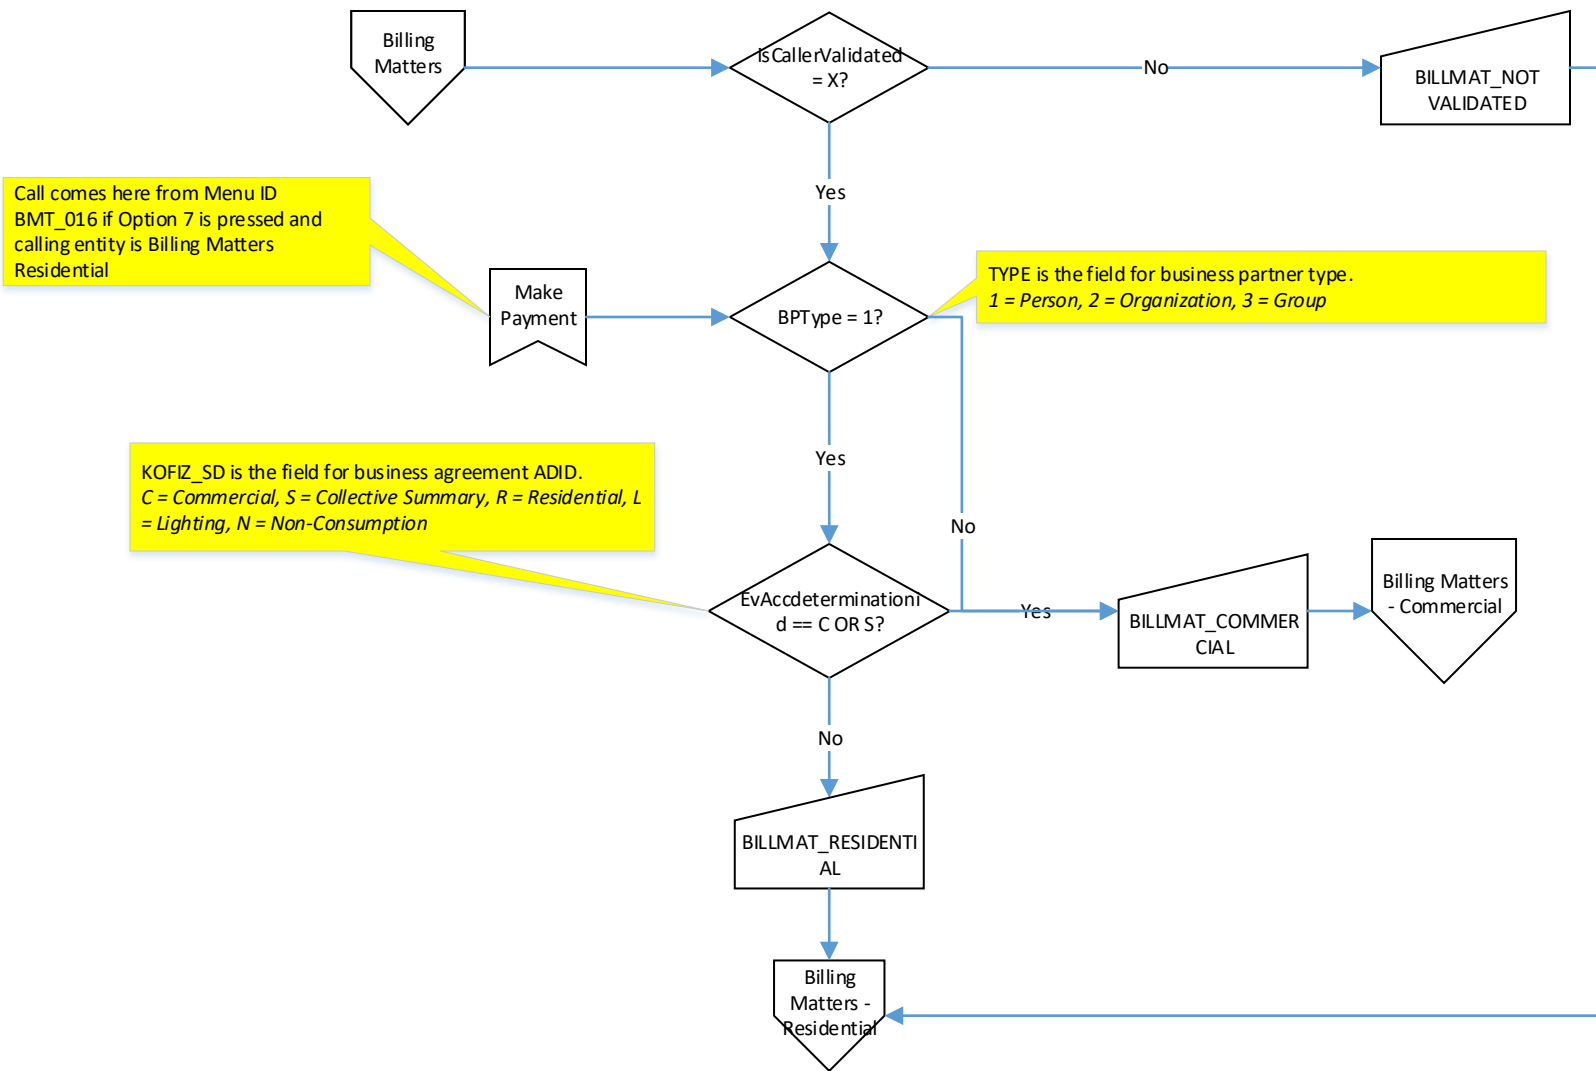 Billing
Matters
isCallerValidated
= X?
No
BILLMAT_NOT
VALIDATED
Yes
Call comes here from Menu ID
BMT_016 if Option 7 is pressed and
calling entity is Billing Matters
Residential
Make
Payment
BPType = 1?
TYPE is the field for business partner type.
1 = Person, 2 = Organization, 3 = Group
Yes
KOFIZ_SD is the field for business agreement ADID.
C = Commercial, S = Collective Summary, R = Residential, L
= Lighting, N = Non-Consumption
No
EvAccdeterminationi
d == C OR S?
Yes
BILLMAT_COMMER
CIAL
Billing Matters
- Commercial
No
BILLMAT_RESIDENTI
AL
Billing
Matters -
Residential